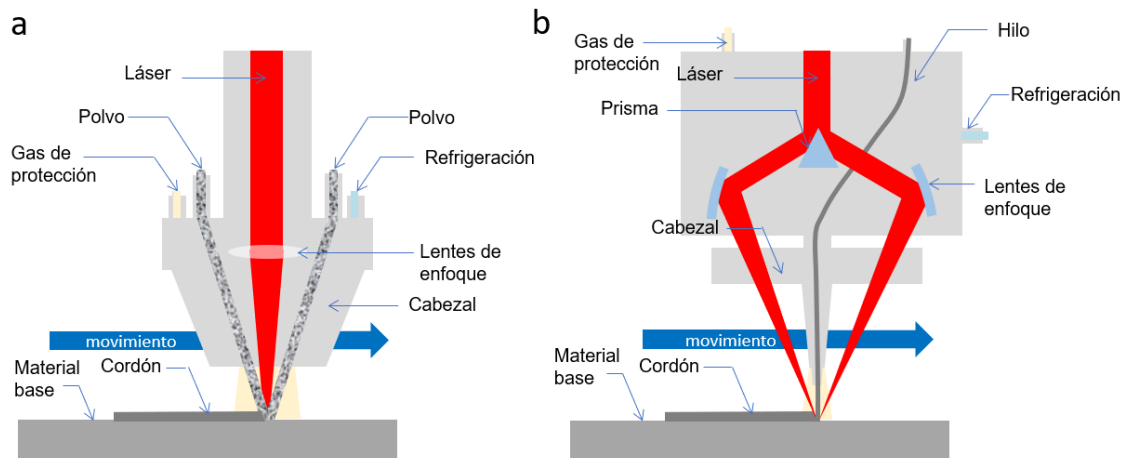 a
Láser
Polvo
Polvo
Gas de
protección
Refrigeración
Lentes de
enfoque
Cabezal
movimiento
Material
base
Cordón
b
Gas de
protección
Hilo
Láser
Prisma
Refrigeración
Lentes de
enfoque
Cabezal
movimiento
Material
base
Cordón